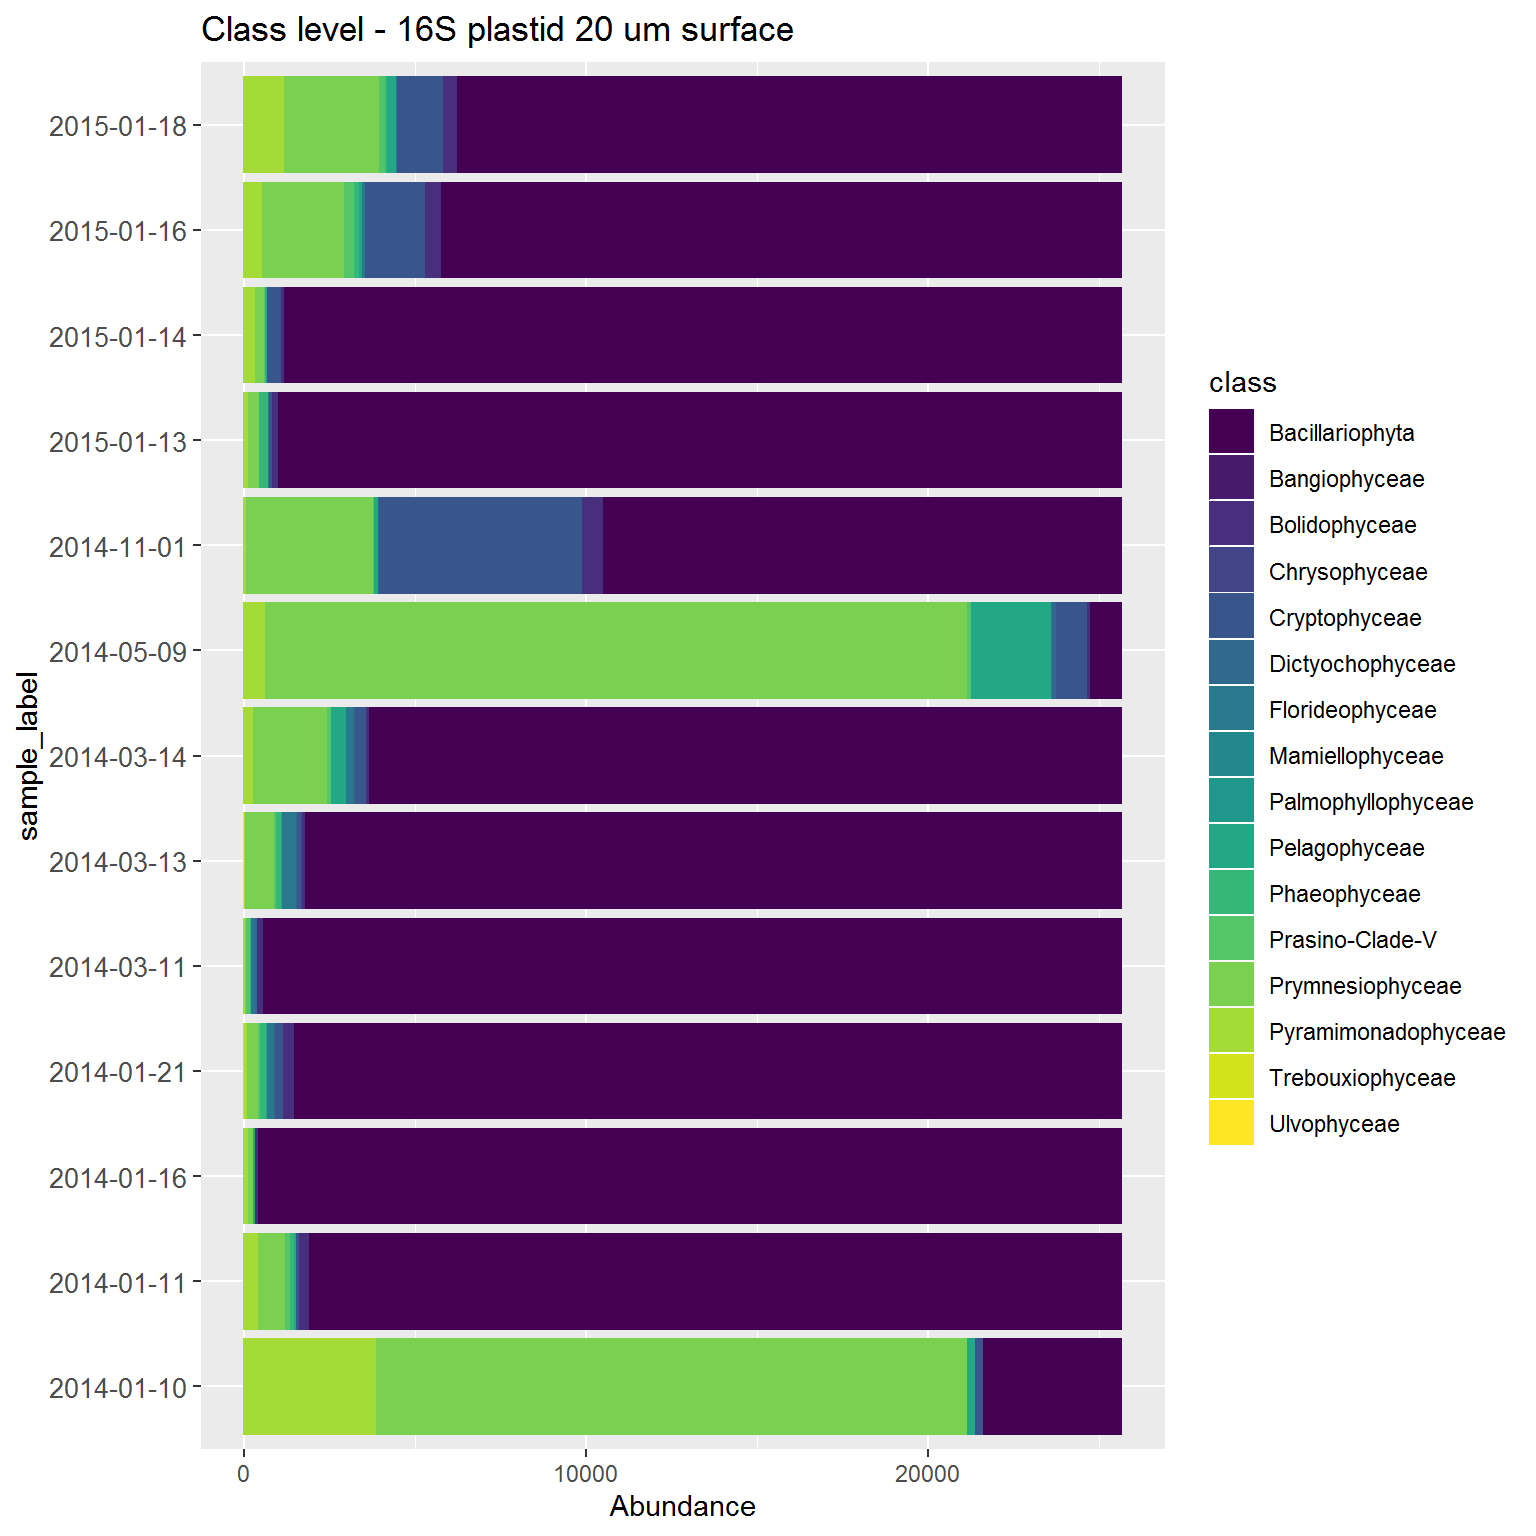 Class level - 16S plastid 20 um surface
sample_label
2015-01-18
2015-01-16
2015-01-14
2015-01-13
2014-11-01
2014-05-09
2014-03-14
2014-03-13
2014-03-11
2014-01-21
2014-01-16
2014-01-11
2014-01-10
0 10000 20000
Abundance
class
Bacillariophyta
Bangiophyceae
Bolidophyceae
Chrysophyceae
Cryptophyceae
Dictyochophyceae
Florideophyceae
Mamiellophyceae
Palmophyllophyceae
Pelagophyceae
Phaeophyceae
Prasino-Clade-V
Prymnesiophyceae
Pyramimonadophyceae
Trebouxiophyceae
Ulvophyceae